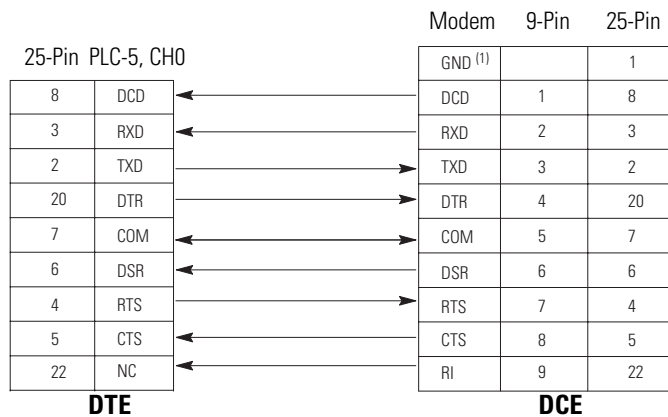 Modem 9-Pin 25-Pin
25-Pin PLC-5, CH0
GND (1) 1
8 DCD DCD 1 8
3 RXD RXD 2 3
2 TXD TXD 3 2
20 DTR DTR 4 20
7 COM COM 5 7
6 DSR DSR 6 6
4 RTS RTS 7 4
5 CTS CTS 8 5
22 NC RI 9 22
DTE DCE